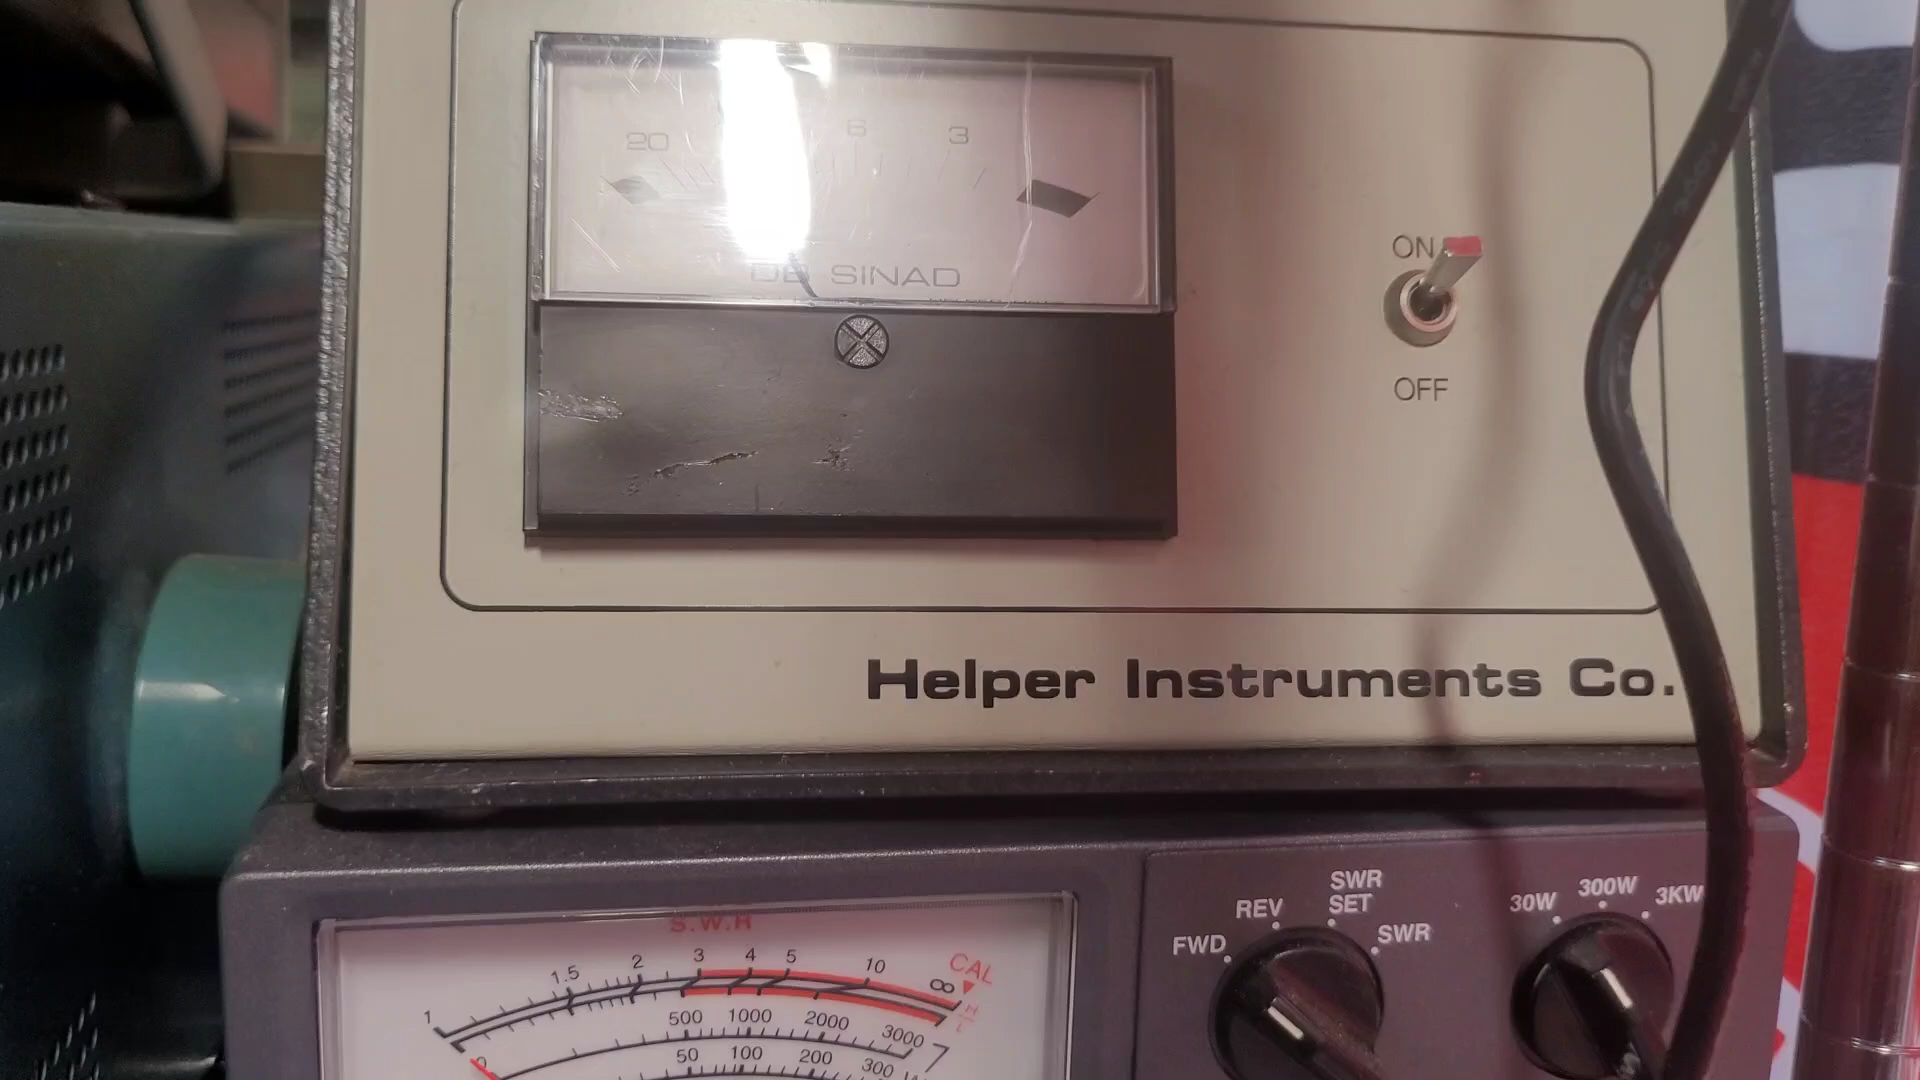 20 6 3
DB SINAD
ON
OFF
Helper Instruments Co.
S.W.R
1 1.5 2 3 4 5 10 ∞ CAL
H
L
0 500 1000 2000 3000
50 100 200 300 W
FWD REV SWR SET SWR
30W 300W 3KW